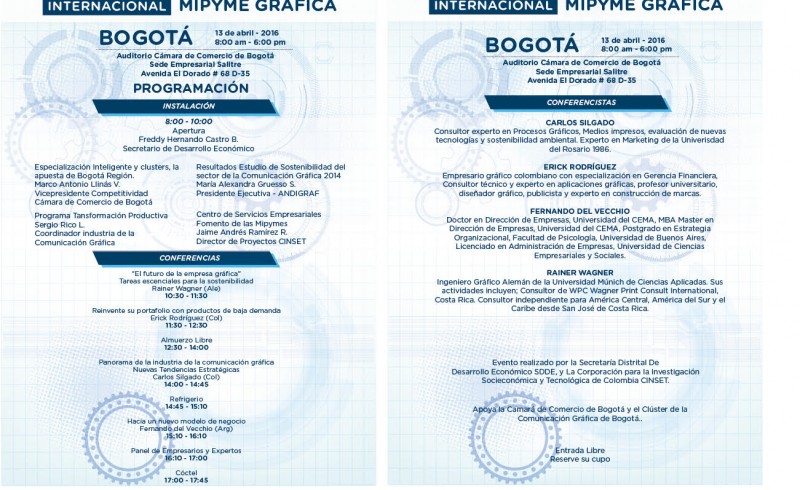 INTERNACIONAL MIPYME GRÁFICA
BOGOTÁ
13 de abril - 2016
8:00 am - 6:00 pm
Auditorio Cámara de Comercio de Bogotá
Sede Empresarial Salitre
Avenida El Dorado # 68 D-35
PROGRAMACIÓN
INSTALACIÓN
8:00 - 10:00
Apertura
Freddy Hernando Castro B.
Secretario de Desarrollo Económico
Especialización Inteligente y clusters, la
apuesta de Bogotá Región.
Marco Antonio Llinás V.
Vicepresidente Competitividad
Cámara de Comercio de Bogotá
Resultados Estudio de Sostenibilidad del
sector de la Comunicación Gráfica 2014
María Alexandra Gruesso S.
Presidente Ejecutiva - ANDIGRAF
Programa Tansformación Productiva
Sergio Rico L.
Coordinador industria de la
Comunicación Gráfica
Centro de Servicios Empresariales
Fomento de las Mipymes
Jaime Andrés Ramírez R.
Director de Proyectos CINSET
CONFERENCIAS
"El futuro de la empresa gráfica"
Tareas escenciales para la sostenibilidad
Rainer Wagner (Ale)
10:30 - 11:30
Reinvente su portafolio con productos de baja demanda
Erick Rodríguez (Col)
11:30 - 12:30
Almuerzo Libre
12:30 - 14:00
Panorama de la industria de la comunicación gráfica
Nuevas Tendencias Estratégicas
Carlos Silgado (Col)
14:00 - 14:45
Refrigerio
14:45 - 15:10
Hacia un nuevo modelo de negocio
Fernando del Vecchio (Arg)
15:10 - 16:10
Panel de Empresarios y Expertos
16:10 - 17:00
Cóctel
17:00 - 17:45
INTERNACIONAL MIPYME GRÁFICA
BOGOTÁ
13 de abril - 2016
8:00 am - 6:00 pm
Auditorio Cámara de Comercio de Bogotá
Sede Empresarial Salitre
Avenida El Dorado # 68 D-35
CONFERENCISTAS
CARLOS SILGADO
Consultor experto en Procesos Gráficos, Medios impresos, evaluación de nuevas
tecnologías y sostenibilidad ambiental. Experto en Marketing de la Univerisdad
del Rosario 1986.
ERICK RODRÍGUEZ
Empresario gráfico colombiano con especialización en Gerencia Financiera,
Consultor técnico y experto en aplicaciones gráficas, profesor universitario,
diseñador gráfico, publicista y experto en construcción de marcas.
FERNANDO DEL VECCHIO
Doctor en Dirección de Empresas, Universidad del CEMA, MBA Master en
Dirección de Empresas, Universidad del CEMA, Postgrado en Estrategia
Organizacional, Facultad de Psicología, Universidad de Buenos Aires,
Licenciado en Administración de Empresas, Universidad de Ciencias
Empresariales y Sociales.
RAINER WAGNER
Ingeniero Gráfico Alemán de la Universidad Múnich de Ciencias Aplicadas. Sus
actividades incluyen; Consultor de WPC Wagner Print Consult International,
Costa Rica. Consultor independiente para América Central, América del Sur y el
Caribe desde San José de Costa Rica.
Evento realizado por la Secretaría Distrital De
Desarrollo Económico SDDE, y La Corporación para la Investigación
Socieconómica y Tecnológica de Colombia CINSET.
Apoya la Camará de Comercio de Bogotá y el Clúster de la
Comunicación Gráfica de Bogotá..
Entrada Libre
Reserve su cupo